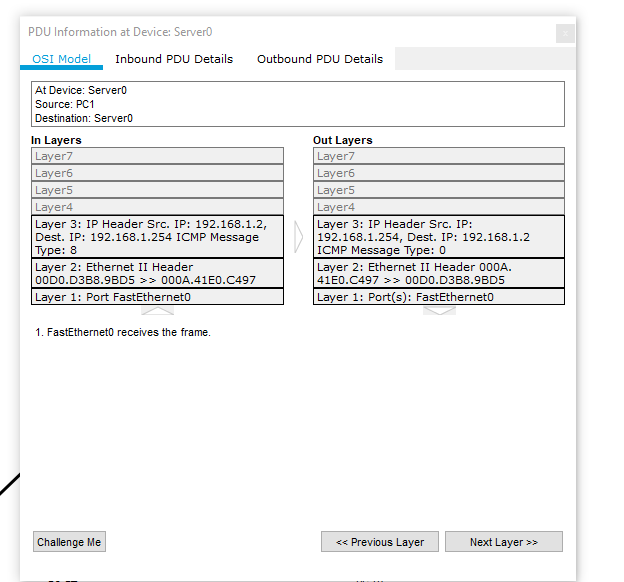 PDU Information at Device: Server0
x
OSI Model Inbound PDU Details Outbound PDU Details
At Device: Server0
Source: PC1
Destination: Server0
In Layers
Layer7
Layer6
Layer5
Layer4
Layer 3: IP Header Src. IP: 192.168.1.2,
Dest. IP: 192.168.1.254 ICMP Message
Type: 8
Layer 2: Ethernet II Header
00D0.D3B8.9BD5 >> 000A.41E0.C497
Layer 1: Port FastEthernet0
Out Layers
Layer7
Layer6
Layer5
Layer4
Layer 3: IP Header Src. IP:
192.168.1.254, Dest. IP: 192.168.1.2
ICMP Message Type: 0
Layer 2: Ethernet II Header 000A.
41E0.C497 >> 00D0.D3B8.9BD5
Layer 1: Port(s): FastEthernet0
1. FastEthernet0 receives the frame.
Challenge Me
<< Previous Layer
Next Layer >>